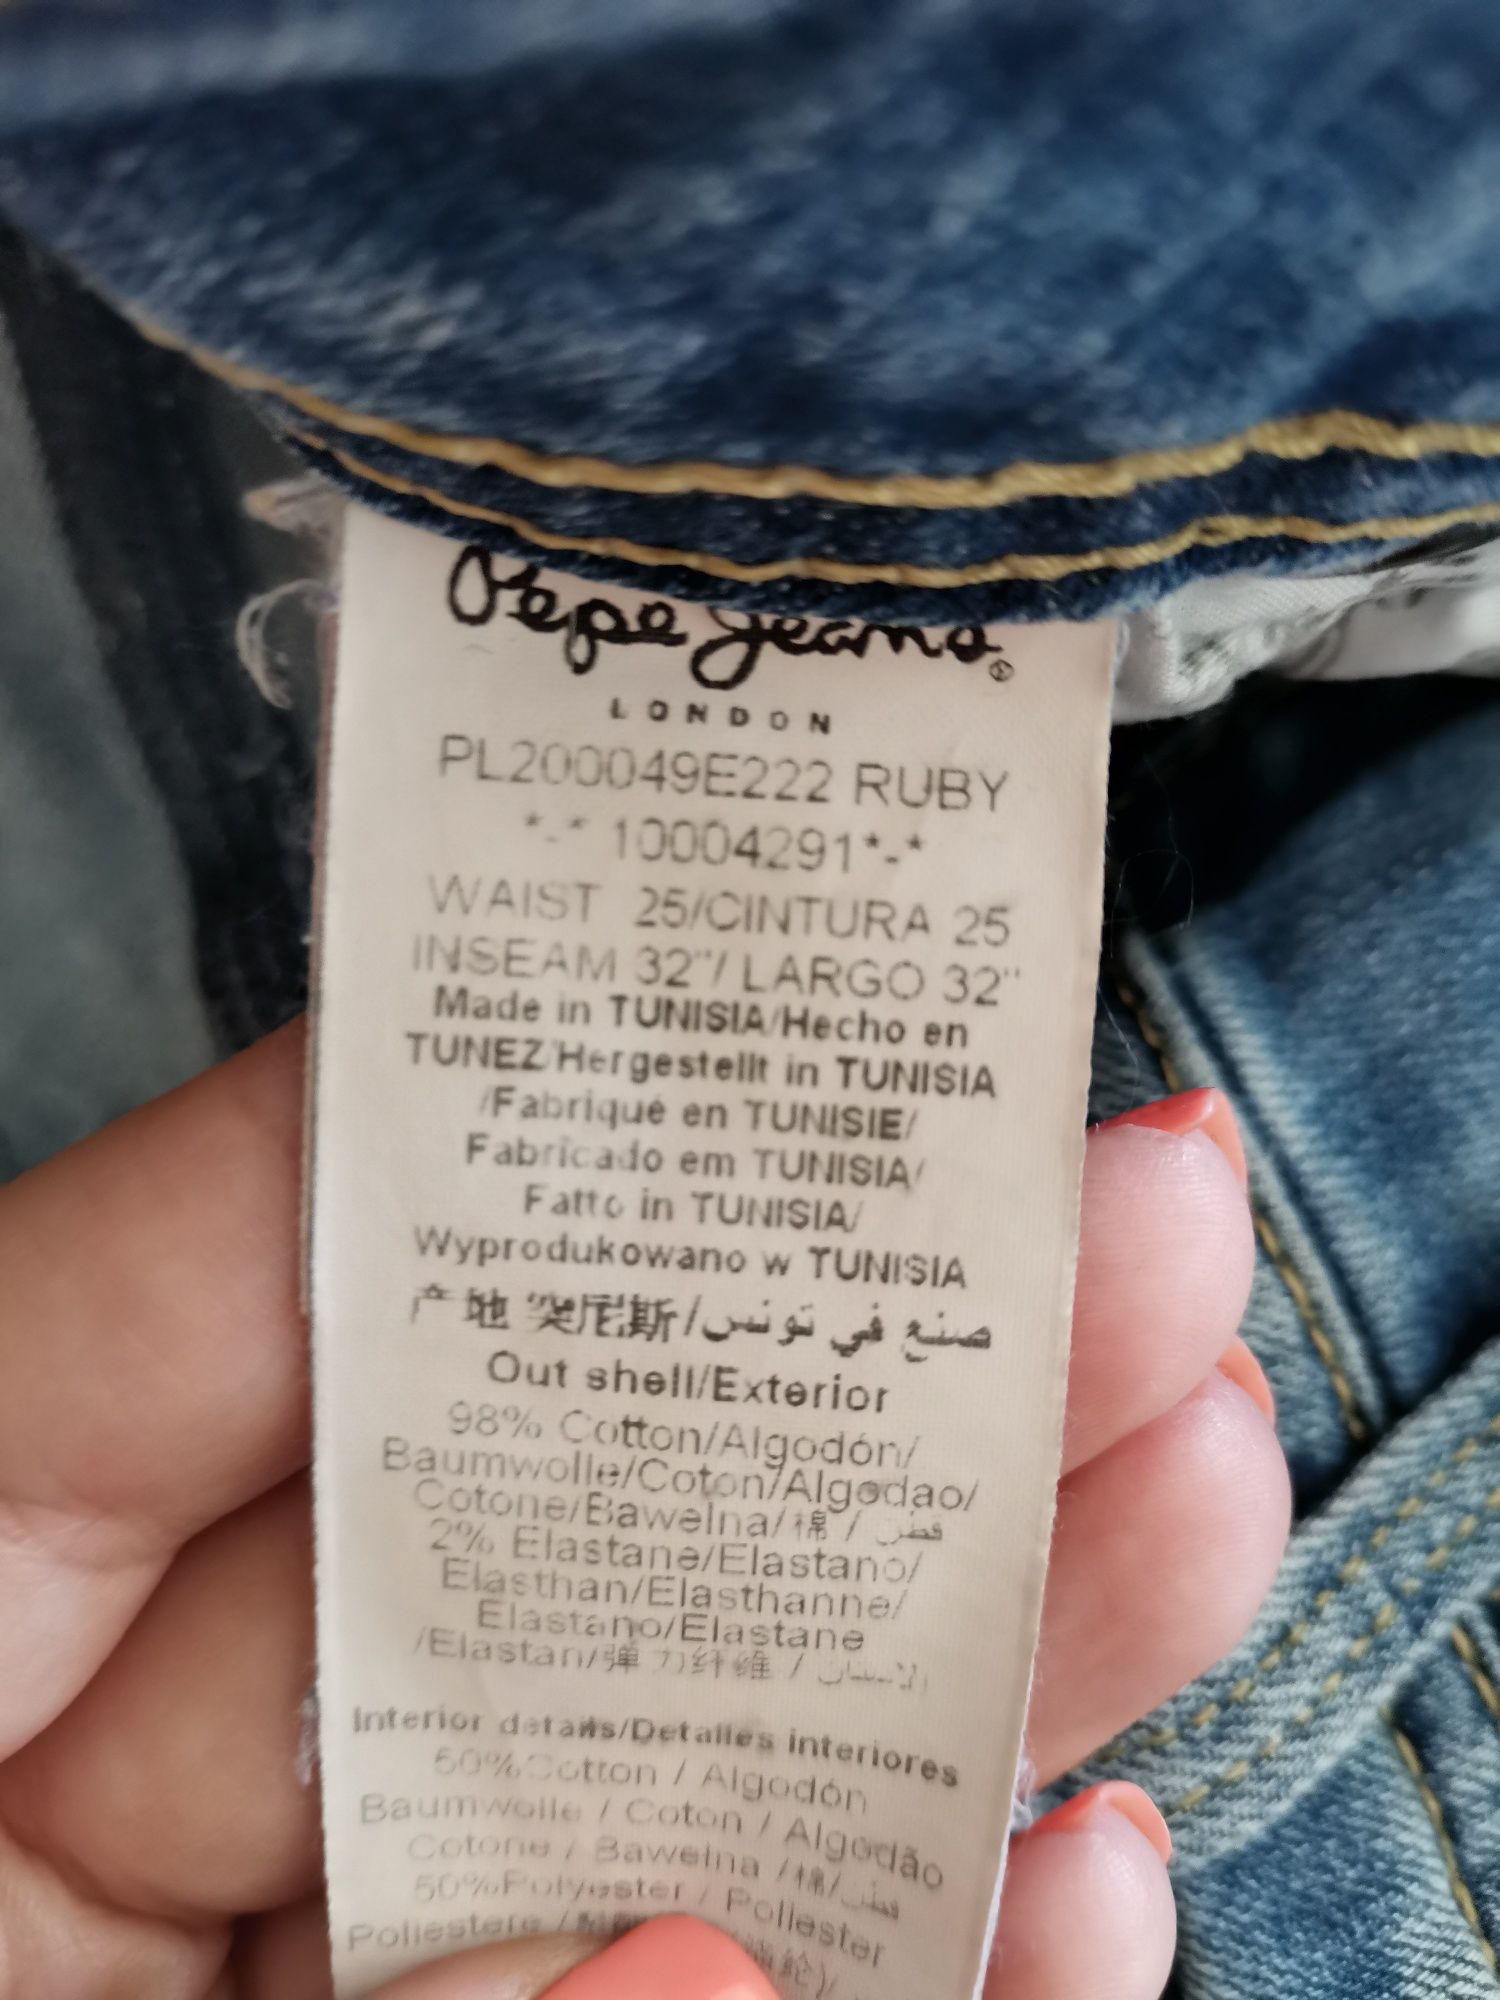 Pepe Jeans®
LONDON
PL200049E222 RUBY
*-* 10004291*-*
WAIST 25/CINTURA 25
INSEAM 32"/ LARGO 32"
Made in TUNISIA/Hecho en
TUNEZ/Hergestellt in TUNISIA
/Fabriqué en TUNISIE/
Fabricado em TUNISIA/
Fatto in TUNISIA/
Wyprodukowano w TUNISIA
产地 突尼斯/صنع في تونس
Out shell/Exterior
98% Cotton/Algodón/
Baumwolle/Coton/Algodao/
Cotone/Bawelna/棉 / قطن
2% Elastane/Elastano/
Elasthan/Elasthanne/
Elastano/Elastane
/Elastan/弹力纤维 /
Interior details/Detalles interiores
50%Cotton / Algodón
Baumwolle / Coton / Algodão
Cotone / Bawelna /棉/ قطن
50%Polyester / Poliester
Poliestere /